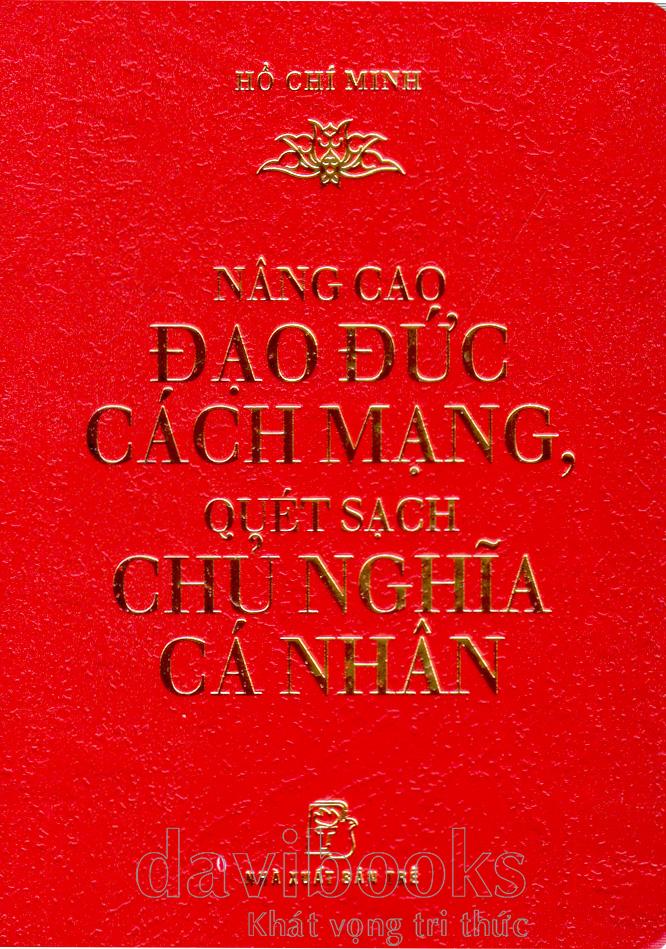 HỒ CHÍ MINH
NÂNG CAO
ĐẠO ĐỨC
CÁCH MẠNG,
QUÉT SẠCH
CHỦ NGHĨA
CÁ NHÂN
davibooks
NHÀ XUẤT BẢN TRẺ
Khát vọng tri thức